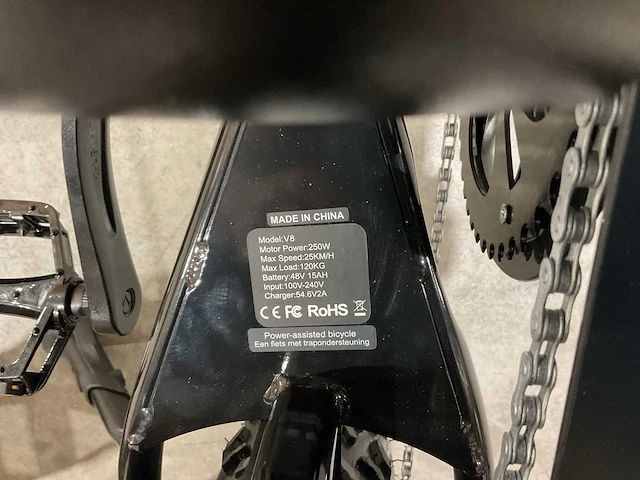 MADE IN CHINA
Model:V8
Motor Power:250W
Max Speed:25KM/H
Max Load:120KG
Battery:48V 15AH
Input:100V-240V
Charger:54.6V2A
CE FC RoHS
Power-assisted bicycle
Een fiets met trapondersteuning